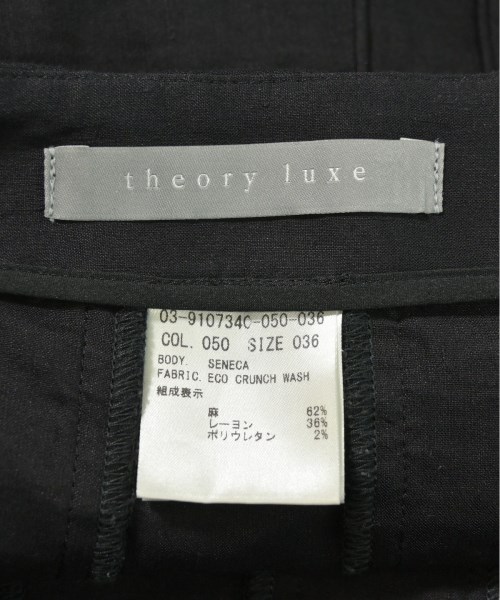 theory luxe
03-9107340-050-036
COL. 050 SIZE 036
BODY. SENECA
FABRIC. ECO CRUNCH WASH
組成表示
麻 62%
レーヨン 36%
ポリウレタン 2%